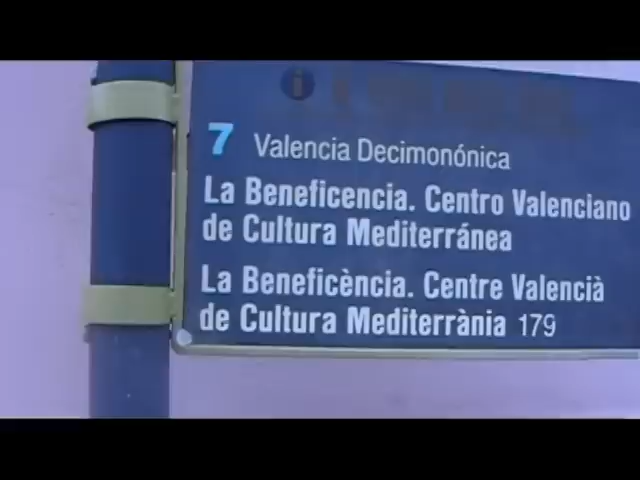 7 Valencia Decimonónica
La Beneficencia. Centro Valenciano
de Cultura Mediterránea
La Beneficència. Centre Valencià
de Cultura Mediterrània 179